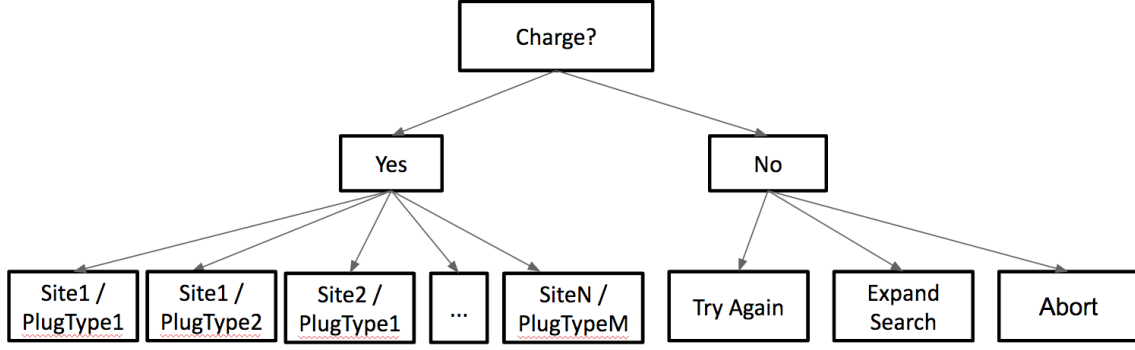 Charge?
Yes
No
Site1 /
PlugType1
Site1 /
PlugType2
Site2 /
PlugType1
...
SiteN /
PlugTypeM
Try Again
Expand
Search
Abort